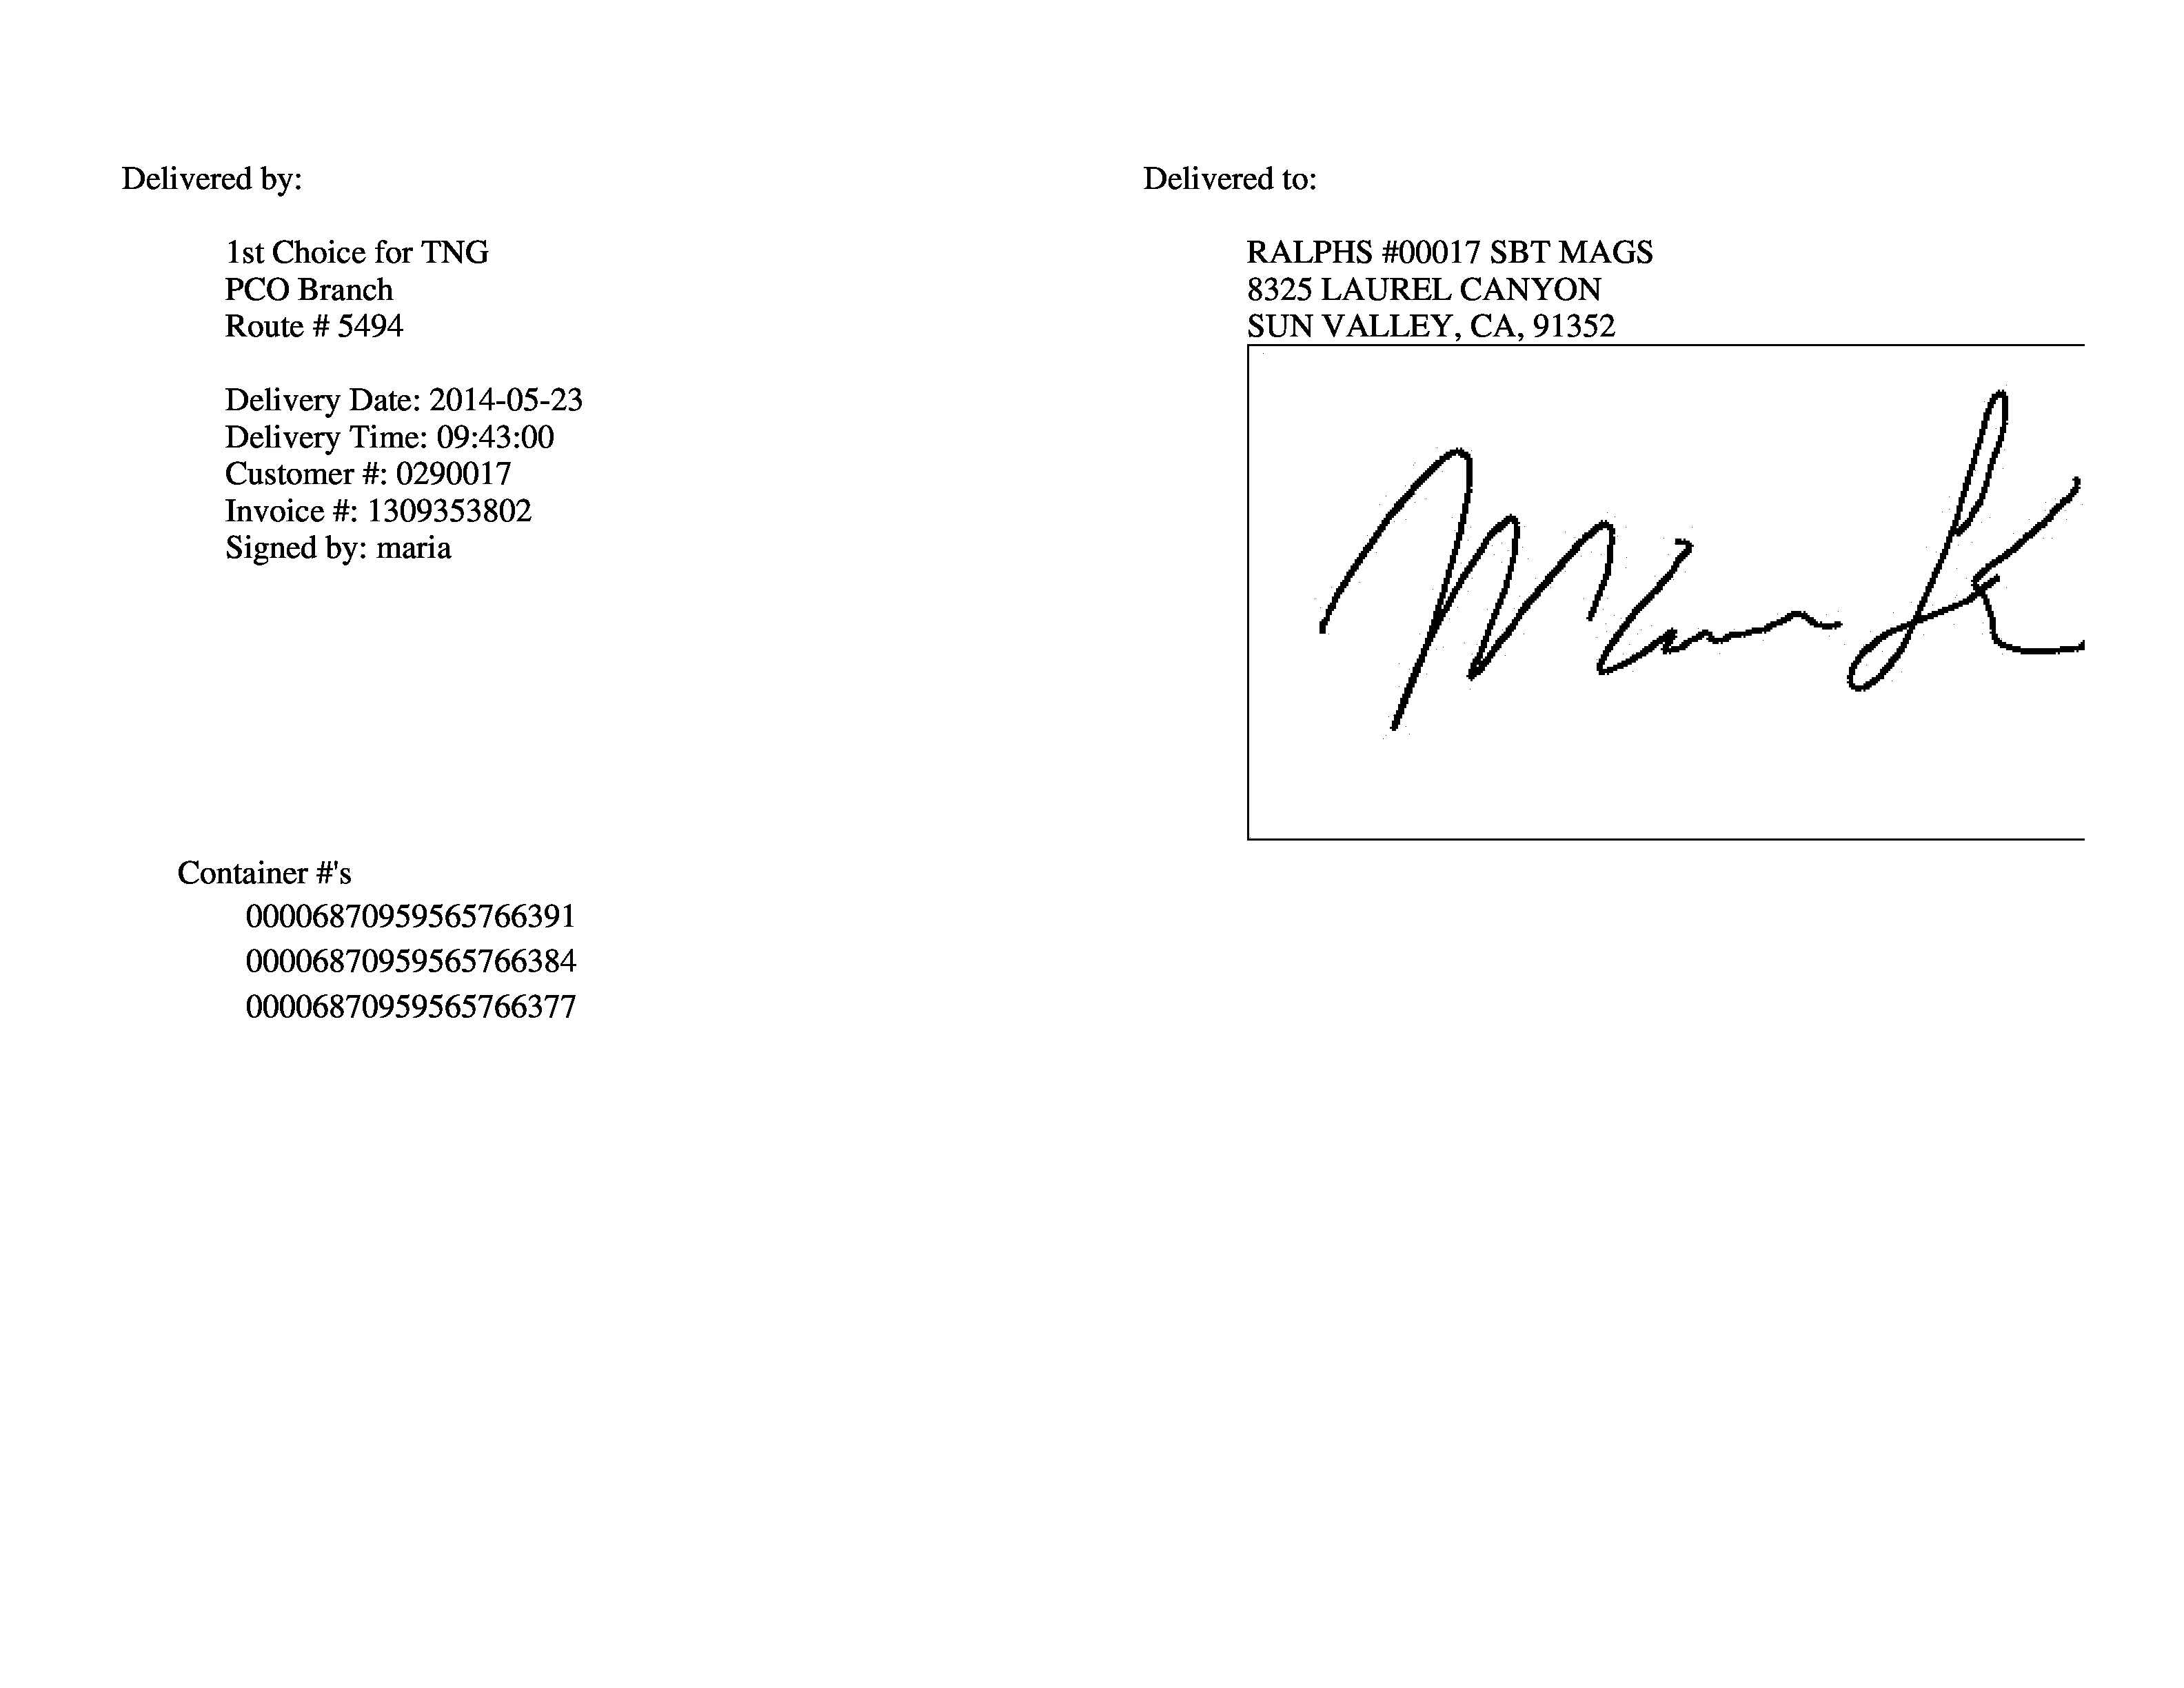 Delivered by:
1st Choice for TNG
PCO Branch
Route # 5494
Delivery Date: 2014-05-23
Delivery Time: 09:43:00
Customer #: 0290017
Invoice #: 1309353802
Signed by: maria
Delivered to:
RALPHS #00017 SBT MAGS
8325 LAUREL CANYON
SUN VALLEY, CA, 91352
Container #'s
00006870959565766391
00006870959565766384
00006870959565766377